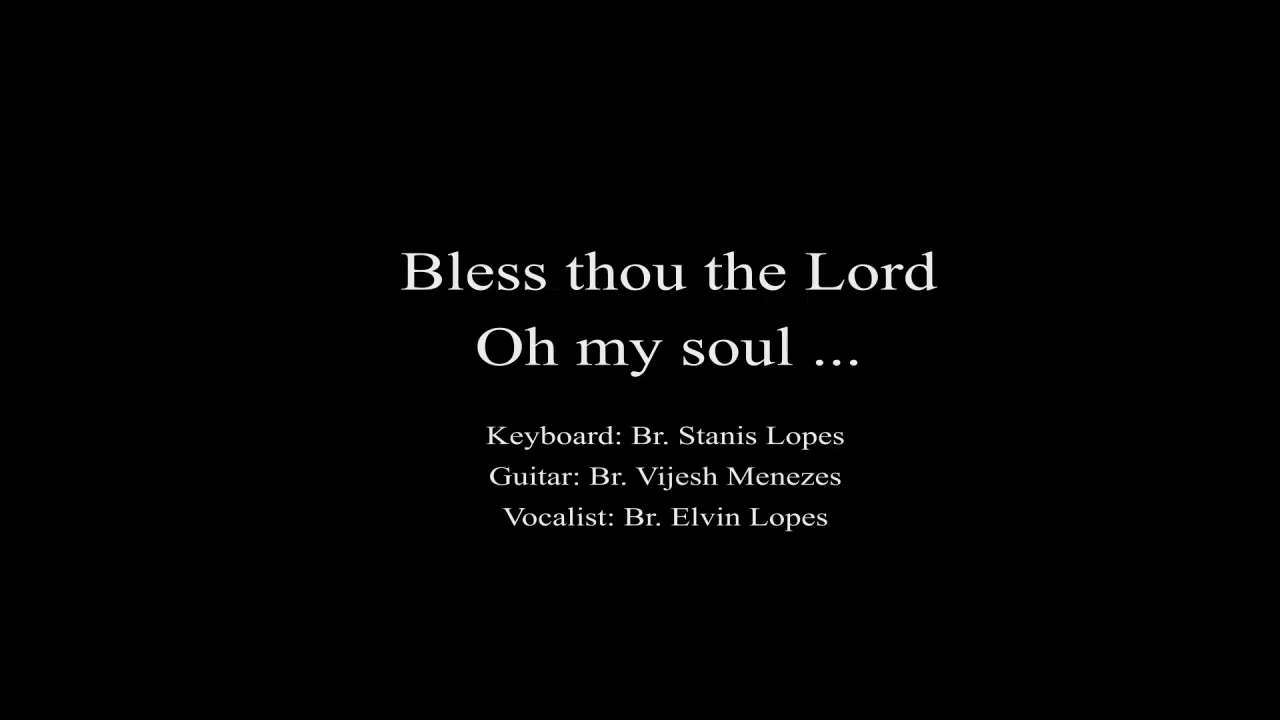 Bless thou the Lord
Oh my soul ...
Keyboard: Br. Stanis Lopes
Guitar: Br. Vijesh Menezes
Vocalist: Br. Elvin Lopes